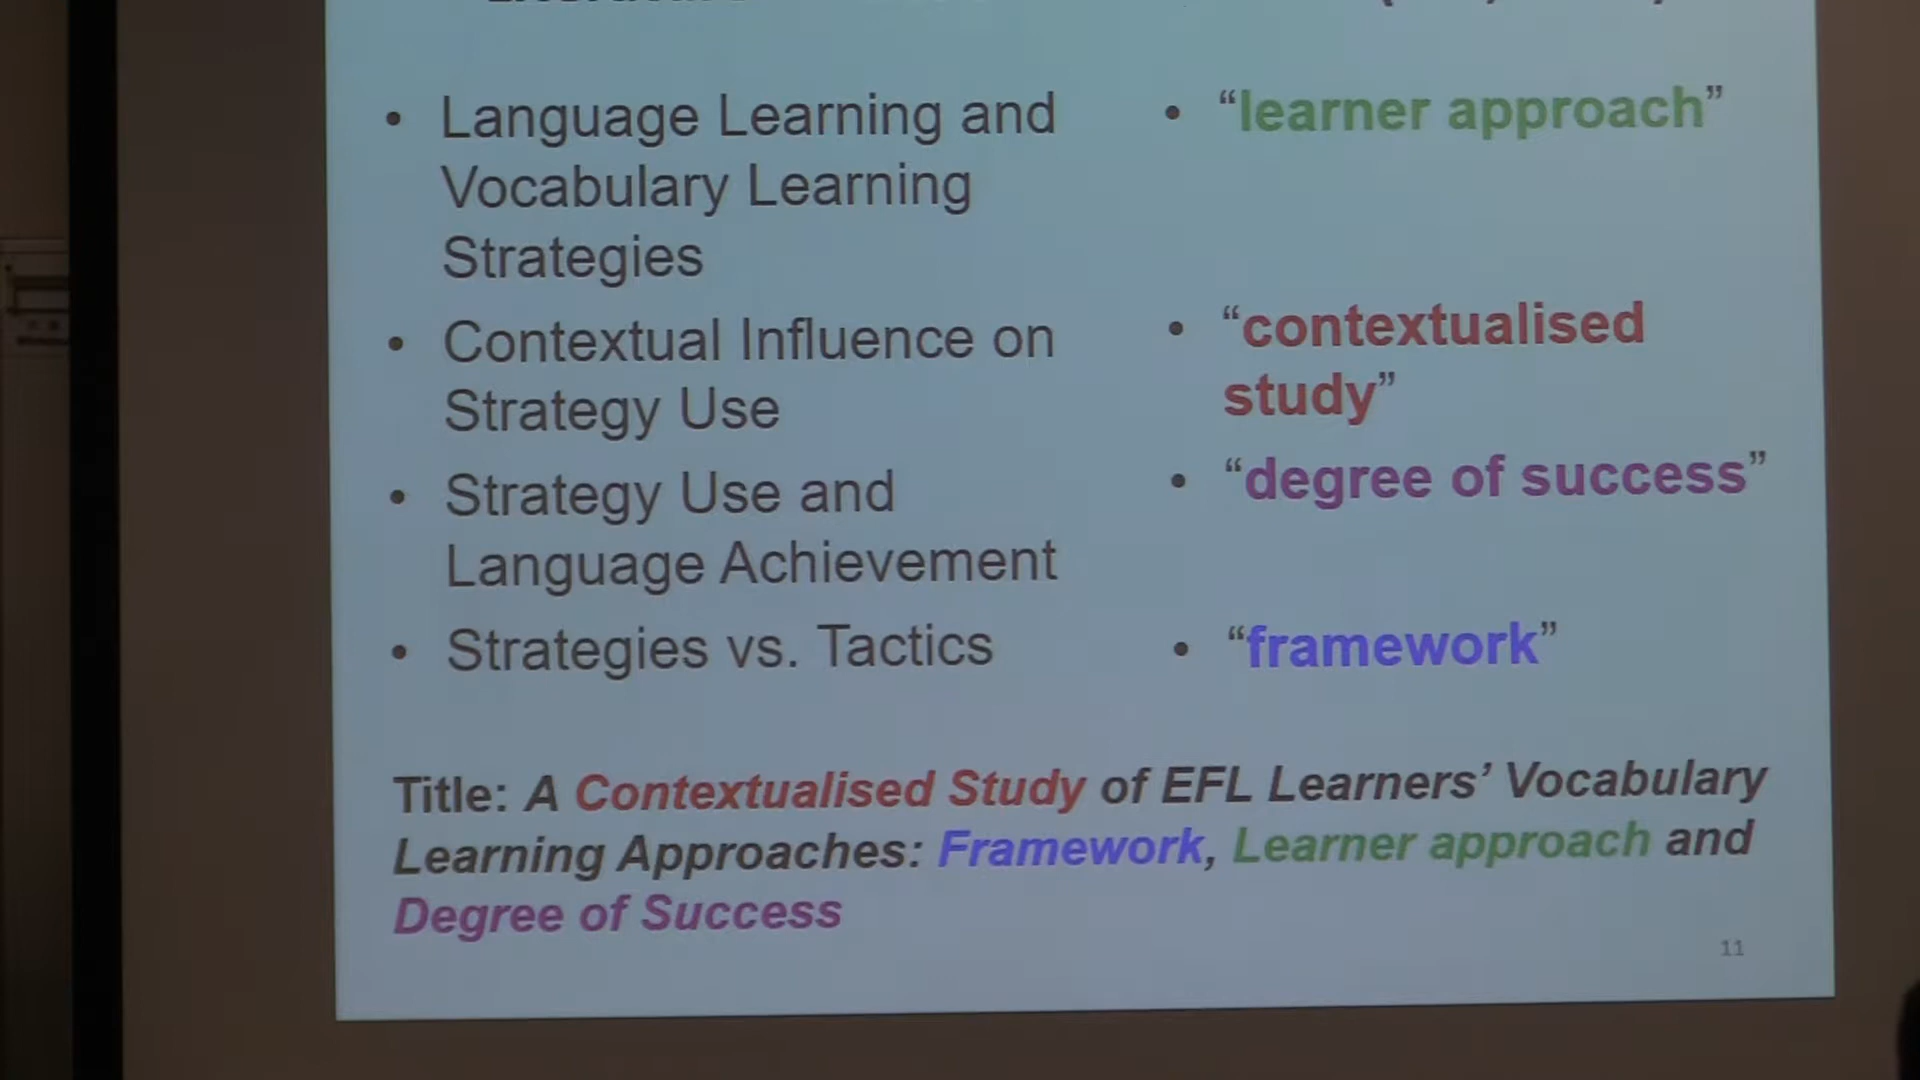 • Language Learning and
Vocabulary Learning
Strategies
• Contextual Influence on
Strategy Use
• Strategy Use and
Language Achievement
• Strategies vs. Tactics
• “learner approach”
• “contextualised
study”
• “degree of success”
• “framework”
Title: A Contextualised Study of EFL Learners’ Vocabulary
Learning Approaches: Framework, Learner approach and
Degree of Success
11